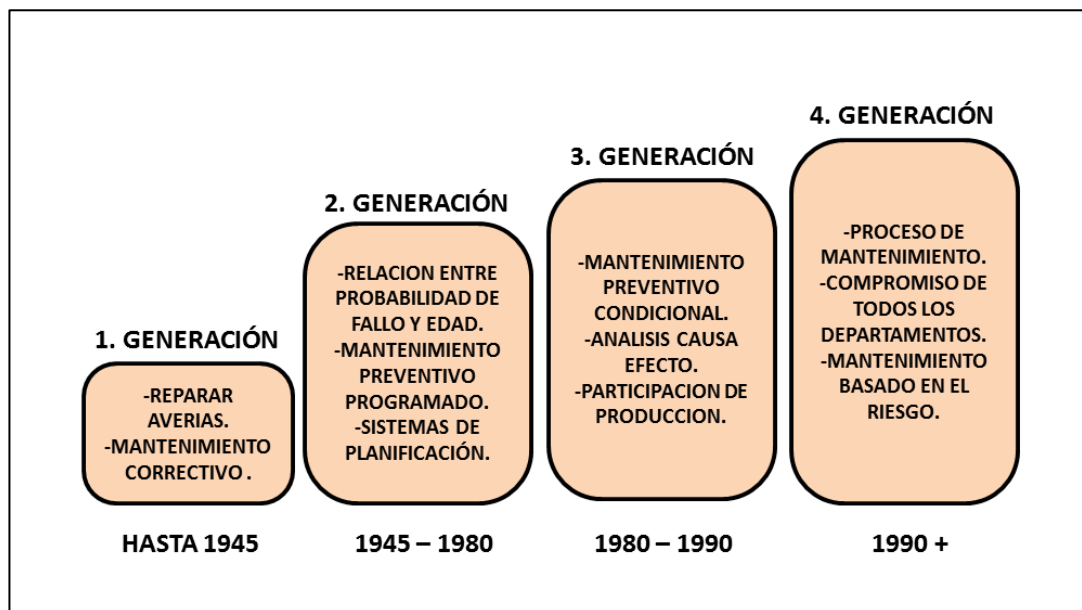 1. GENERACIÓN
-REPARAR
AVERIAS.
-MANTENIMIENTO
CORRECTIVO .
HASTA 1945
2. GENERACIÓN
-RELACION ENTRE
PROBABILIDAD DE
FALLO Y EDAD.
-MANTENIMIENTO
PREVENTIVO
PROGRAMADO.
-SISTEMAS DE
PLANIFICACIÓN.
1945 – 1980
3. GENERACIÓN
-MANTENIMIENTO
PREVENTIVO
CONDICIONAL.
-ANALISIS CAUSA
EFECTO.
-PARTICIPACION DE
PRODUCCION.
1980 – 1990
4. GENERACIÓN
-PROCESO DE
MANTENIMIENTO.
-COMPROMISO DE
TODOS LOS
DEPARTAMENTOS.
-MANTENIMIENTO
BASADO EN EL
RIESGO.
1990 +